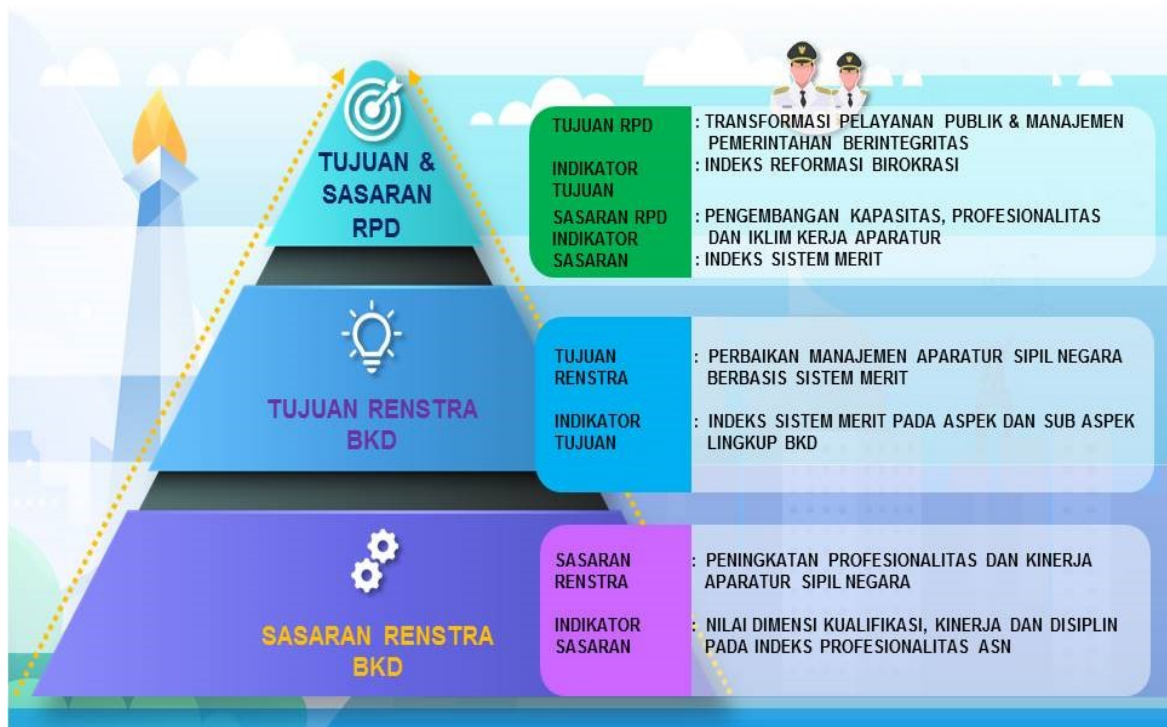 TUJUAN &
SASARAN
RPD
TUJUAN RPD : TRANSFORMASI PELAYANAN PUBLIK & MANAJEMEN
PEMERINTAHAN BERINTEGRITAS
INDIKATOR : INDEKS REFORMASI BIROKRASI
TUJUAN
SASARAN RPD : PENGEMBANGAN KAPASITAS, PROFESIONALITAS
INDIKATOR DAN IKLIM KERJA APARATUR
SASARAN : INDEKS SISTEM MERIT
TUJUAN RENSTRA
BKD
TUJUAN : PERBAIKAN MANAJEMEN APARATUR SIPIL NEGARA
RENSTRA BERBASIS SISTEM MERIT
INDIKATOR : INDEKS SISTEM MERIT PADA ASPEK DAN SUB ASPEK
TUJUAN LINGKUP BKD
SASARAN RENSTRA
BKD
SASARAN : PENINGKATAN PROFESIONALITAS DAN KINERJA
RENSTRA APARATUR SIPIL NEGARA
INDIKATOR : NILAI DIMENSI KUALIFIKASI, KINERJA DAN DISIPLIN
SASARAN PADA INDEKS PROFESIONALITAS ASN